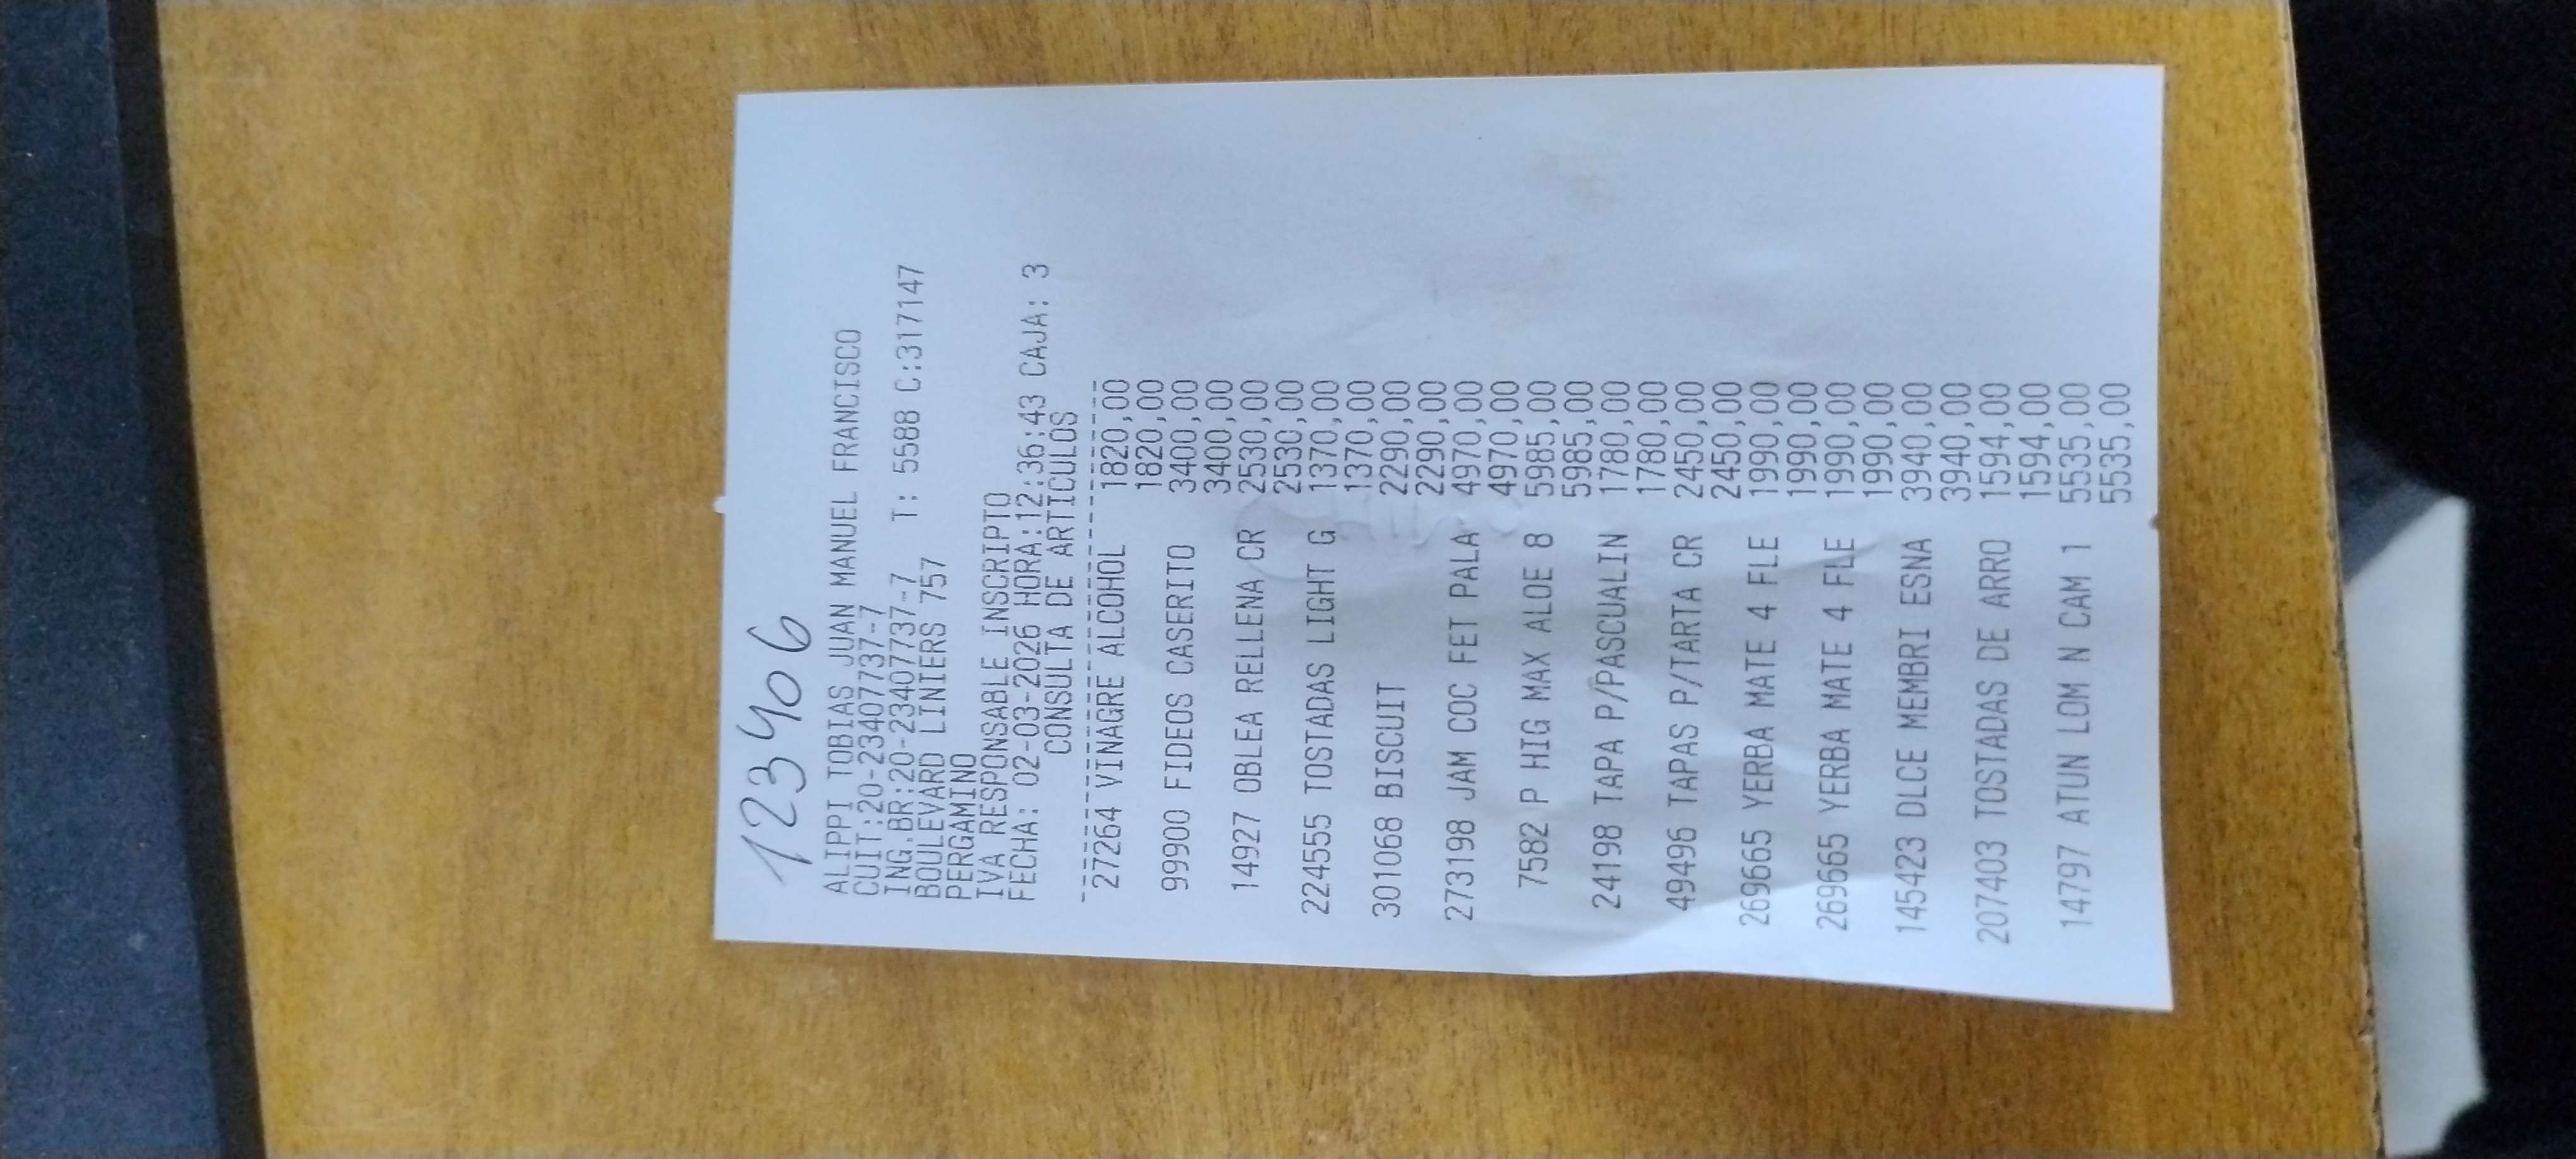 123406
ALIPPI TOBIAS JUAN MANUEL FRANCISCO
CUIT:20-23407737-7
ING.BR:20-23407737-7 T: 5588 C:317147
BOULEVARD LINIERS 757
PERGAMINO
IVA RESPONSABLE INSCRIPTO
FECHA: 02-03-2026 HORA:12:36:43 CAJA: 3
CONSULTA DE ARTICULOS
27264 VINAGRE ALCOHOL 1820,00
1820,00
99900 FIDEOS CASERITO 3400,00
3400,00
14927 OBLEA RELLENA CR 2530,00
2530,00
224555 TOSTADAS LIGHT G 1370,00
1370,00
301068 BISCUIT 2290,00
2290,00
273198 JAM COC FET PALA 4970,00
4970,00
7582 P HIG MAX ALOE 8 5985,00
5985,00
24198 TAPA P/PASCUALIN 1780,00
1780,00
49496 TAPAS P/TARTA CR 2450,00
2450,00
269665 YERBA MATE 4 FLE 1990,00
1990,00
269665 YERBA MATE 4 FLE 1990,00
1990,00
145423 DLCE MEMBRI ESNA 3940,00
3940,00
207403 TOSTADAS DE ARRO 1594,00
1594,00
14797 ATUN LOM N CAM 1 5535,00
5535,00